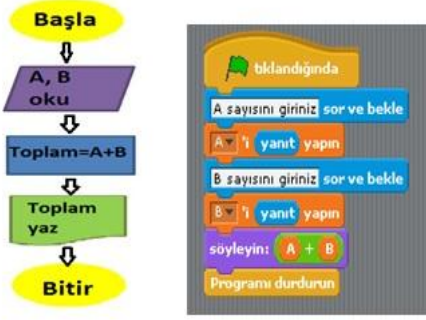 Başla
A, B
oku
Toplam=A+B
Toplam
yaz
Bitir
tıklandığında
A sayısını giriniz sor ve bekle
A 'i yanıt yapın
B sayısını giriniz sor ve bekle
B 'i yanıt yapın
söyleyin: A + B
Programı durdurun